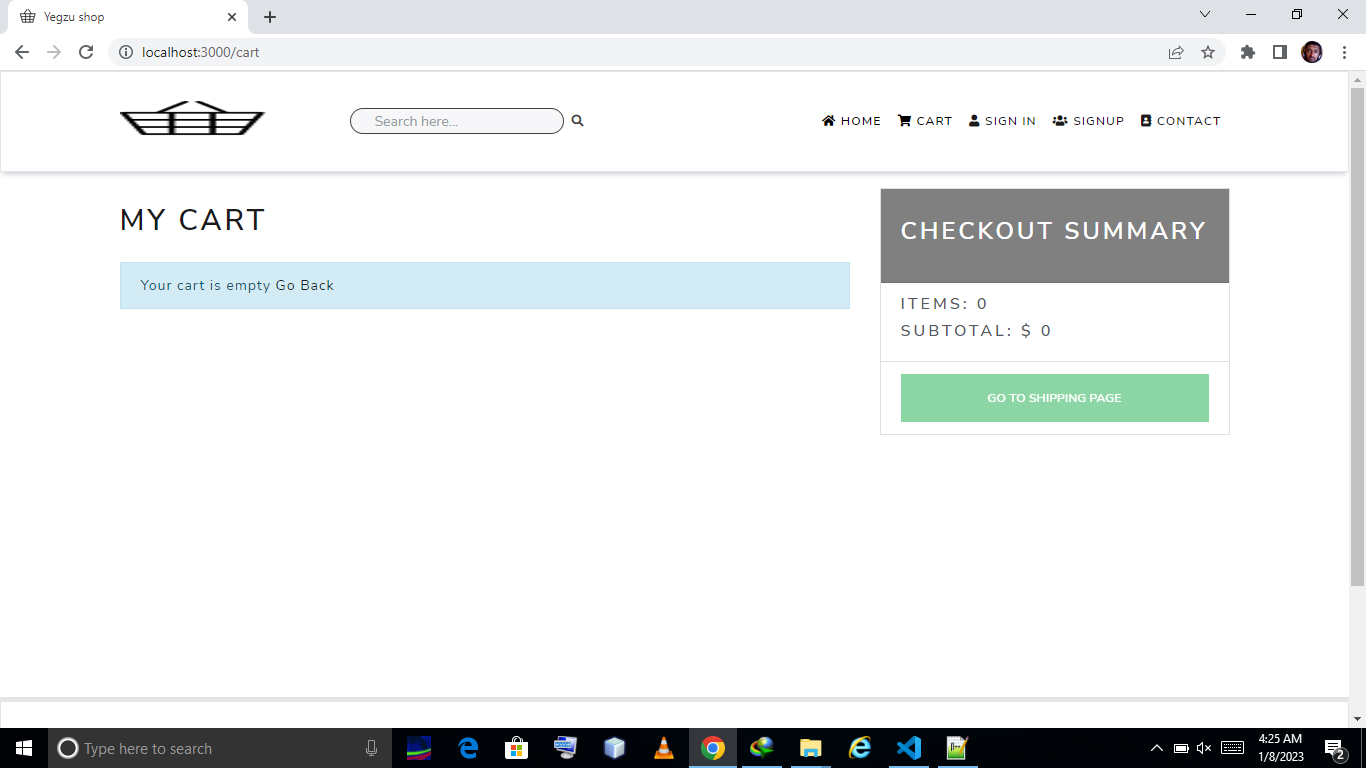 Yegzu shop
localhost:3000/cart
Search here...
HOME CART SIGN IN SIGNUP CONTACT
MY CART
Your cart is empty Go Back
CHECKOUT SUMMARY
ITEMS: 0
SUBTOTAL: $ 0
GO TO SHIPPING PAGE
Type here to search
4:25 AM
1/8/2023
2